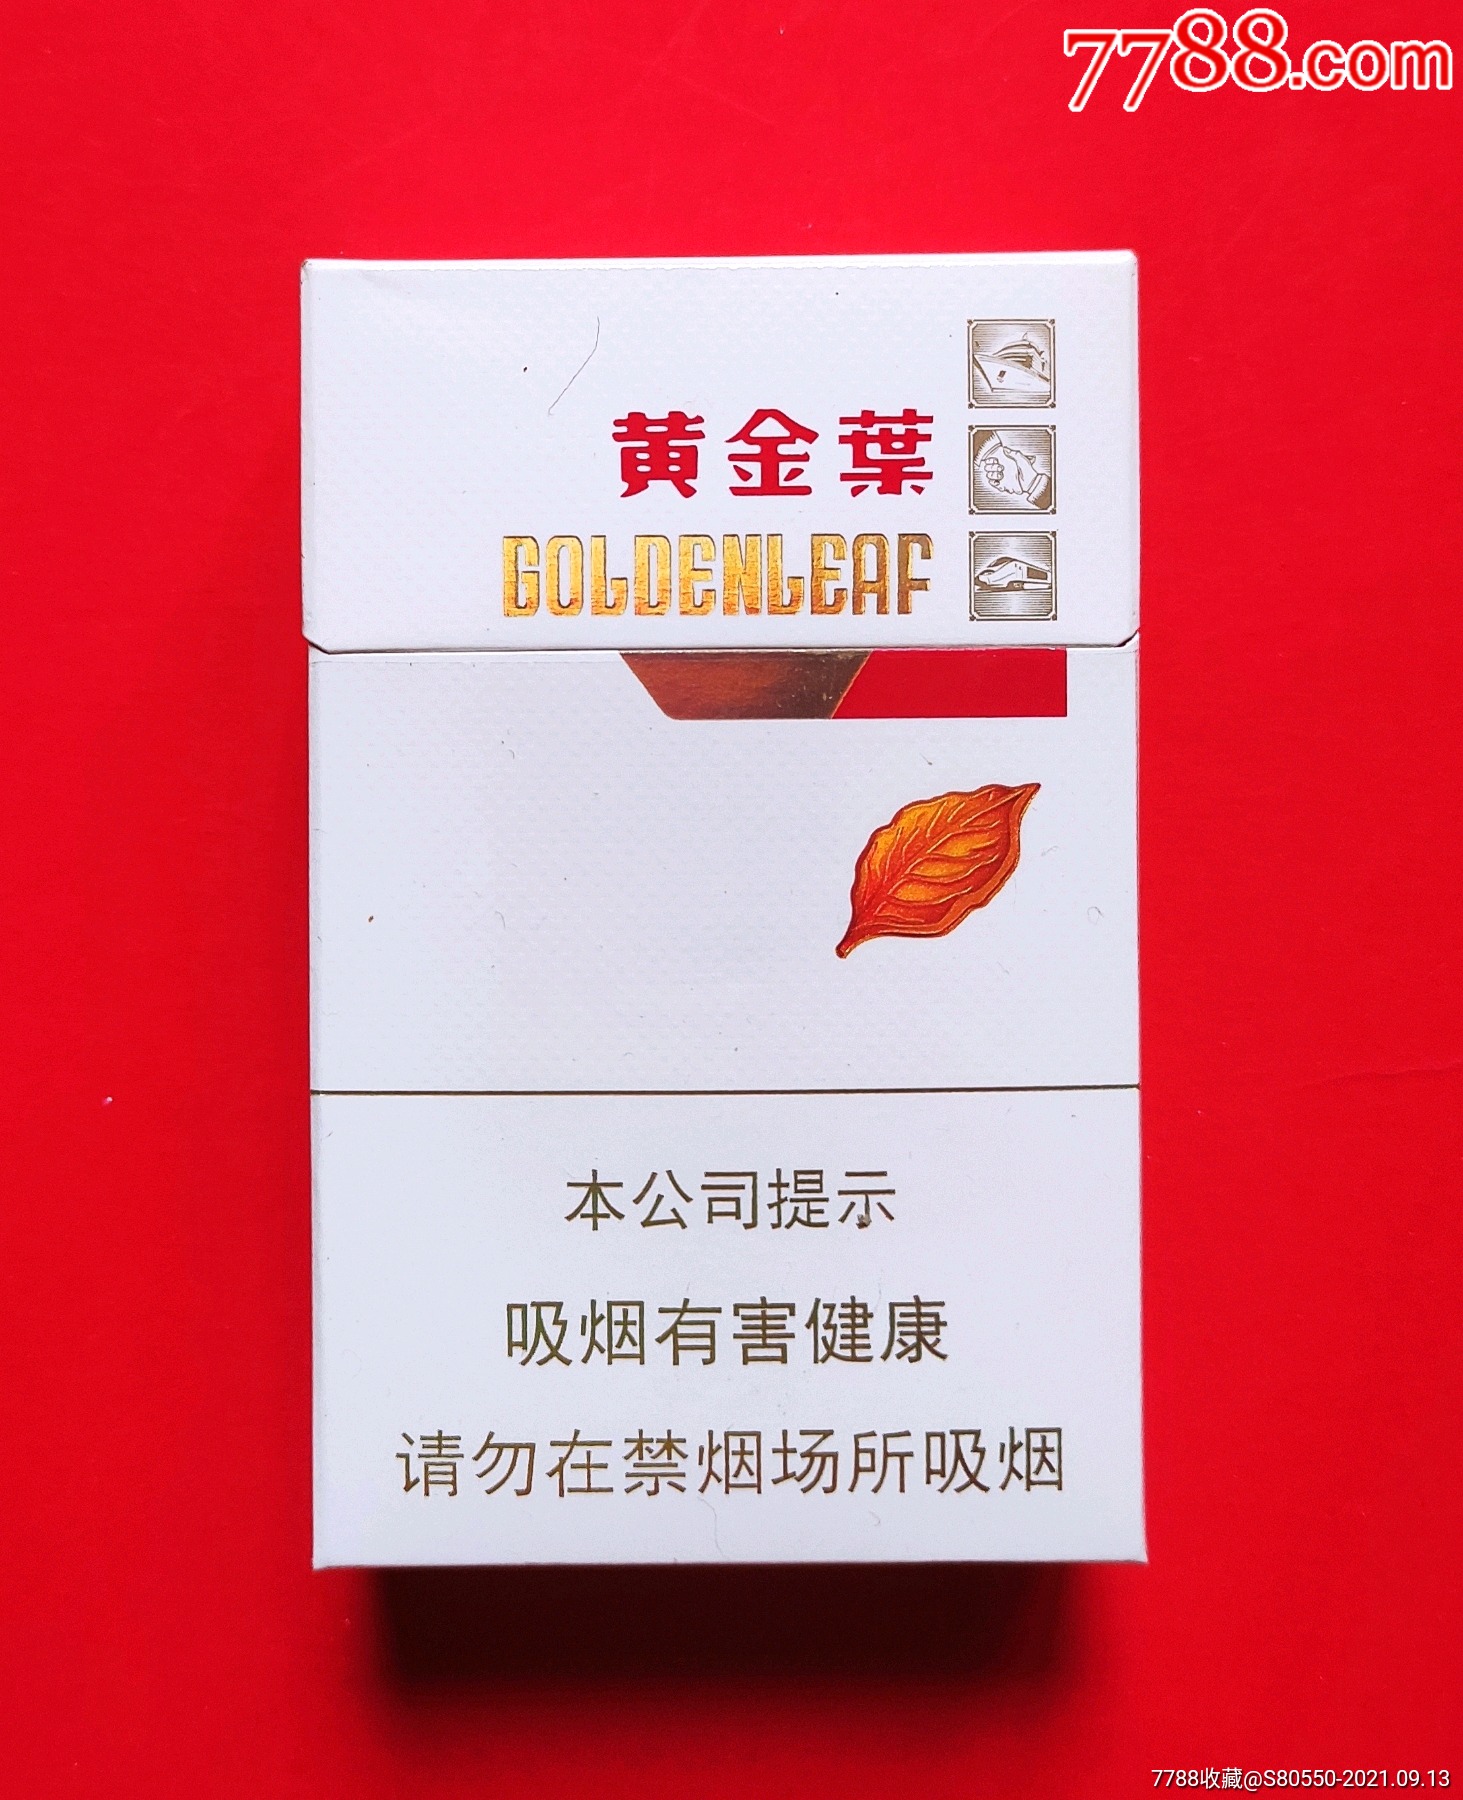 7788.com
黄金葉
GOLDENLEAF
本公司提示
吸烟有害健康
请勿在禁烟场所吸烟
7788收藏@S80550-2021.09.13